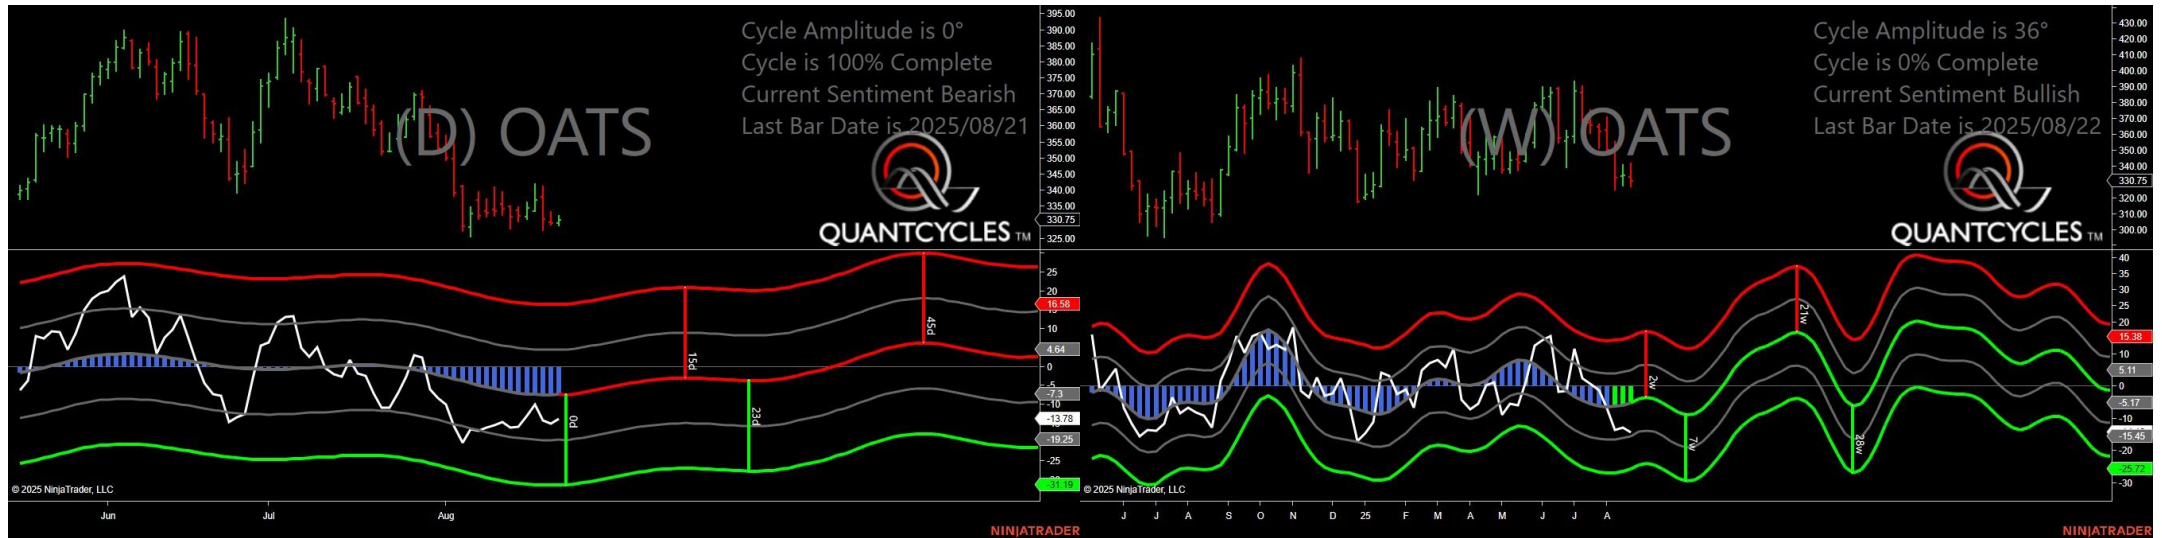 Cycle Amplitude is 0°
Cycle is 100% Complete
Current Sentiment Bearish
Last Bar Date is 2025/08/21
(D) OATS
QUANTCYCLES TM
395.00
390.00
385.00
380.00
375.00
370.00
365.00
360.00
355.00
350.00
345.00
340.00
335.00
330.75
325.00
25
20
16.58
10
4.64
0
-5
-7.3
-10
-13.78
-19.25
-25
-31.19
0d
15d
23d
45d
© 2025 NinjaTrader, LLC
Jun
Jul
Aug
NINJATRADER
Cycle Amplitude is 36°
Cycle is 0% Complete
Current Sentiment Bullish
Last Bar Date is 2025/08/22
(W) OATS
QUANTCYCLES TM
430.00
420.00
410.00
400.00
390.00
380.00
370.00
360.00
350.00
340.00
330.75
320.00
310.00
300.00
40
35
30
20
15.38
10
5.11
0
-5.17
-10
-15.45
-20
-25.72
-30
2w
7w
21w
28w
© 2025 NinjaTrader, LLC
J J A S O N D 25 F M A M J J A
NINJATRADER